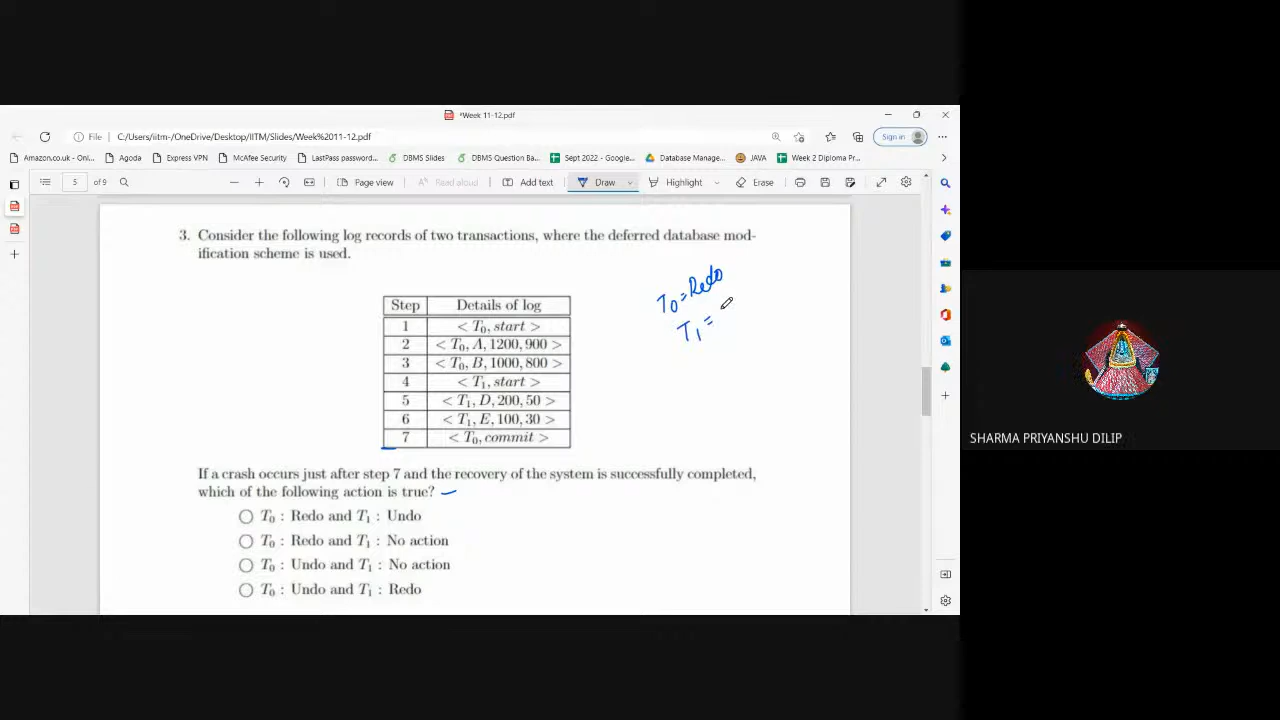 *Week 11-12.pdf
File C:/Users/iitm-/OneDrive/Desktop/IITM/Slides/Week%2011-12.pdf Sign in
Amazon.co.uk - Onl... Agoda Express VPN McAfee Security LastPass password... DBMS Slides DBMS Question Ba... Sept 2022 - Google... Database Manage... JAVA Week 2 Diploma Pr...
5 of 9 Page view Read aloud Add text Draw Highlight Erase
3. Consider the following log records of two transactions, where the deferred database mod-
ification scheme is used.
T0 = Redo
T1 =
Step Details of log
1 < T0, start >
2 < T0, A, 1200, 900 >
3 < T0, B, 1000, 800 >
4 < T1, start >
5 < T1, D, 200, 50 >
6 < T1, E, 100, 30 >
7 < T0, commit >
SHARMA PRIYANSHU DILIP
If a crash occurs just after step 7 and the recovery of the system is successfully completed,
which of the following action is true?
T0 : Redo and T1 : Undo
T0 : Redo and T1 : No action
T0 : Undo and T1 : No action
T0 : Undo and T1 : Redo